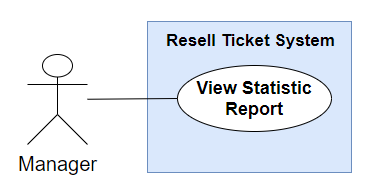 Resell Ticket System
View Statistic
Report
Manager